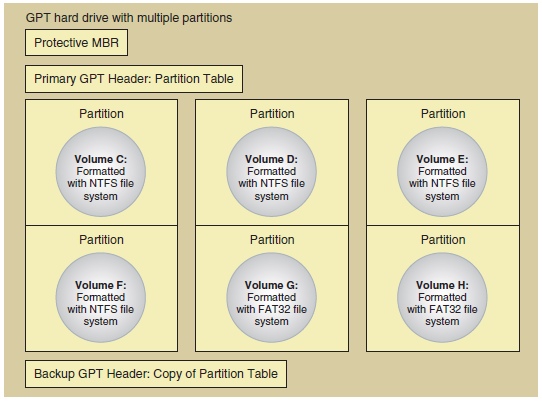 GPT hard drive with multiple partitions
Protective MBR
Primary GPT Header: Partition Table
Partition
Volume C:
Formatted
with NTFS file
system
Partition
Volume D:
Formatted
with NTFS file
system
Partition
Volume E:
Formatted
with NTFS file
system
Partition
Volume F:
Formatted
with NTFS file
system
Partition
Volume G:
Formatted
with FAT32 file
system
Partition
Volume H:
Formatted
with FAT32 file
system
Backup GPT Header: Copy of Partition Table